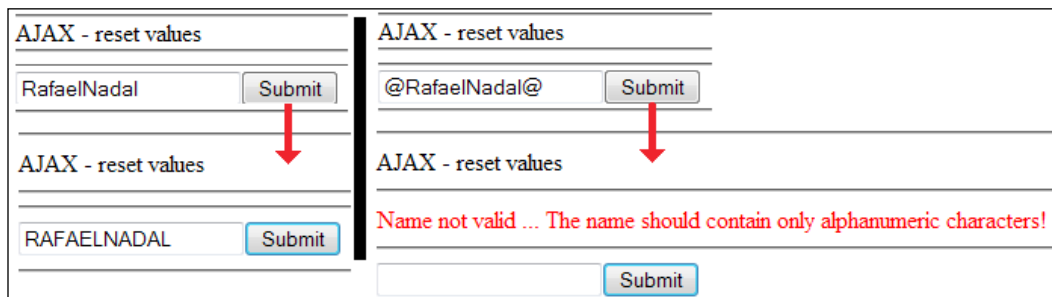 AJAX - reset values
RafaelNadal Submit
AJAX - reset values
RAFAELNADAL Submit
AJAX - reset values
@RafaelNadal@ Submit
AJAX - reset values
Name not valid ... The name should contain only alphanumeric characters!
Submit